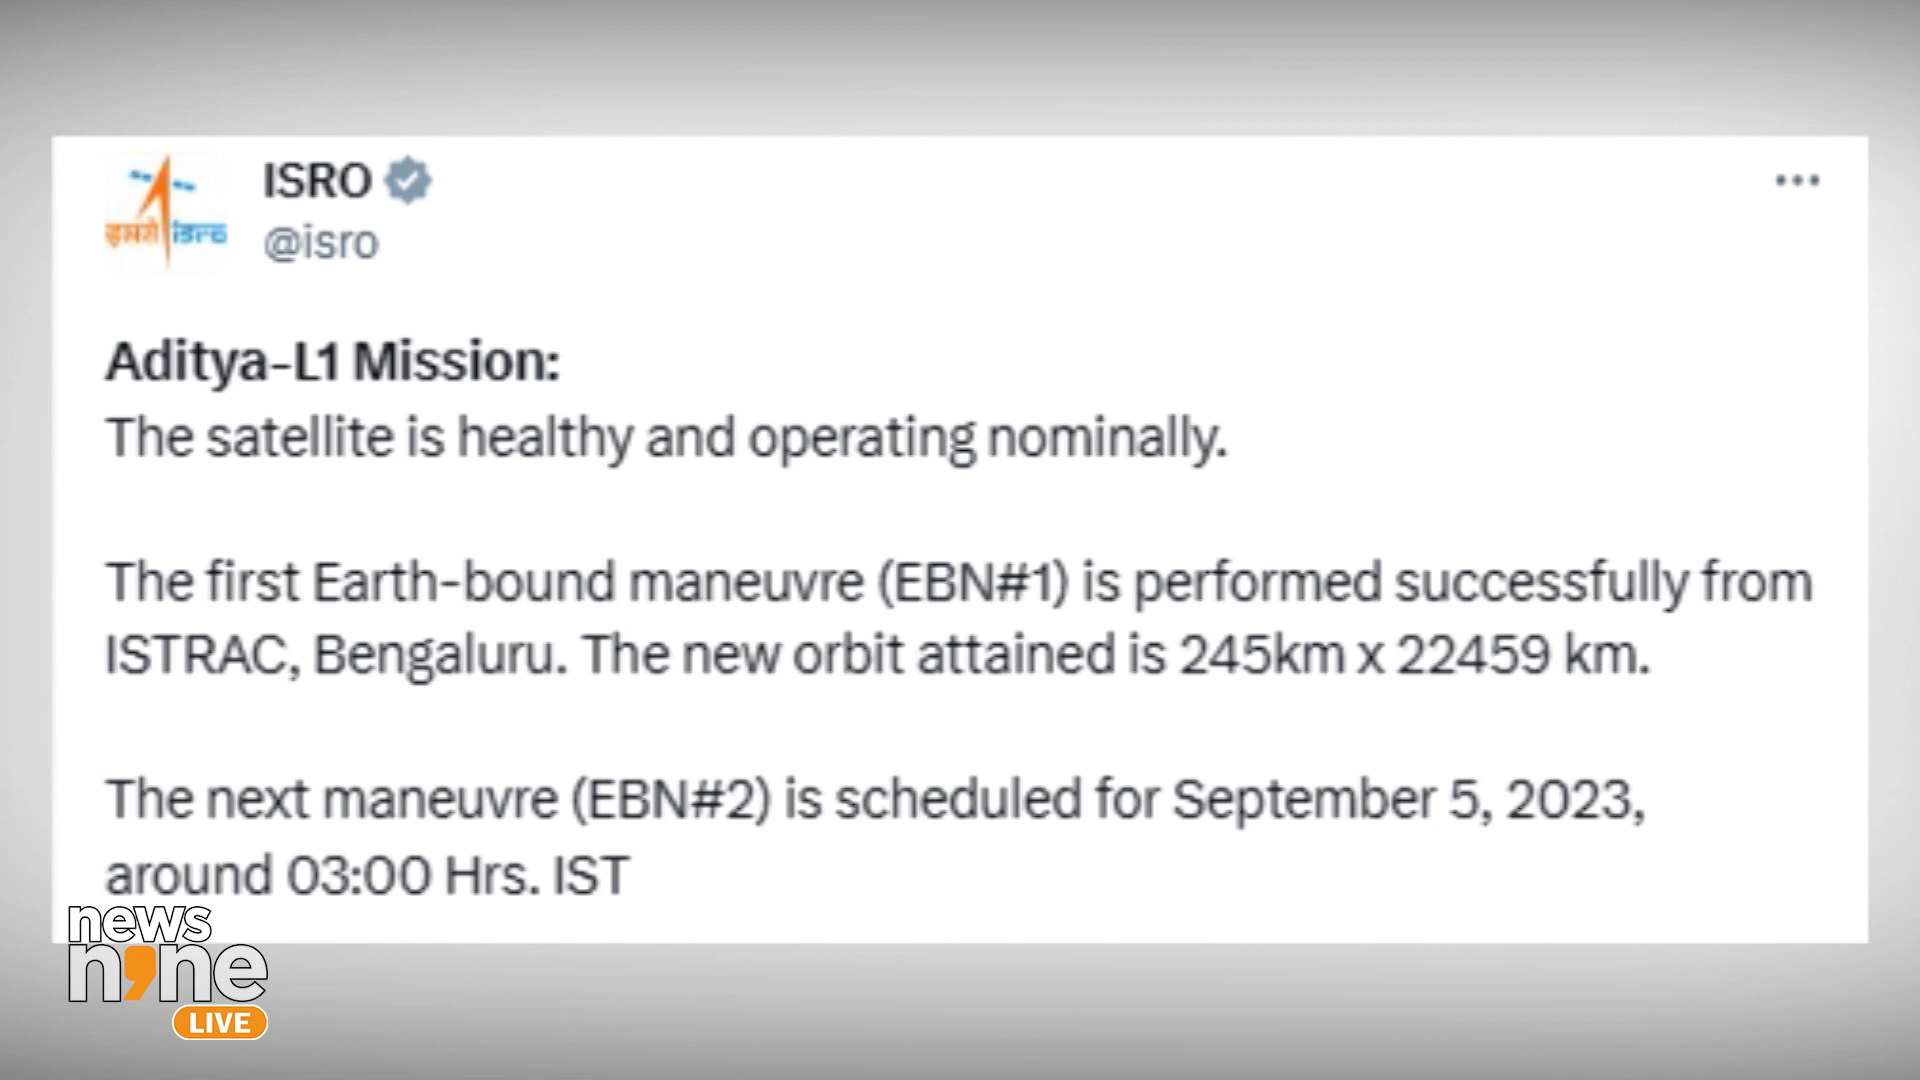 इसरो isro
ISRO
@isro
Aditya-L1 Mission:
The satellite is healthy and operating nominally.
The first Earth-bound maneuvre (EBN#1) is performed successfully from
ISTRAC, Bengaluru. The new orbit attained is 245km x 22459 km.
The next maneuvre (EBN#2) is scheduled for September 5, 2023,
around 03:00 Hrs. IST
news
nine
LIVE